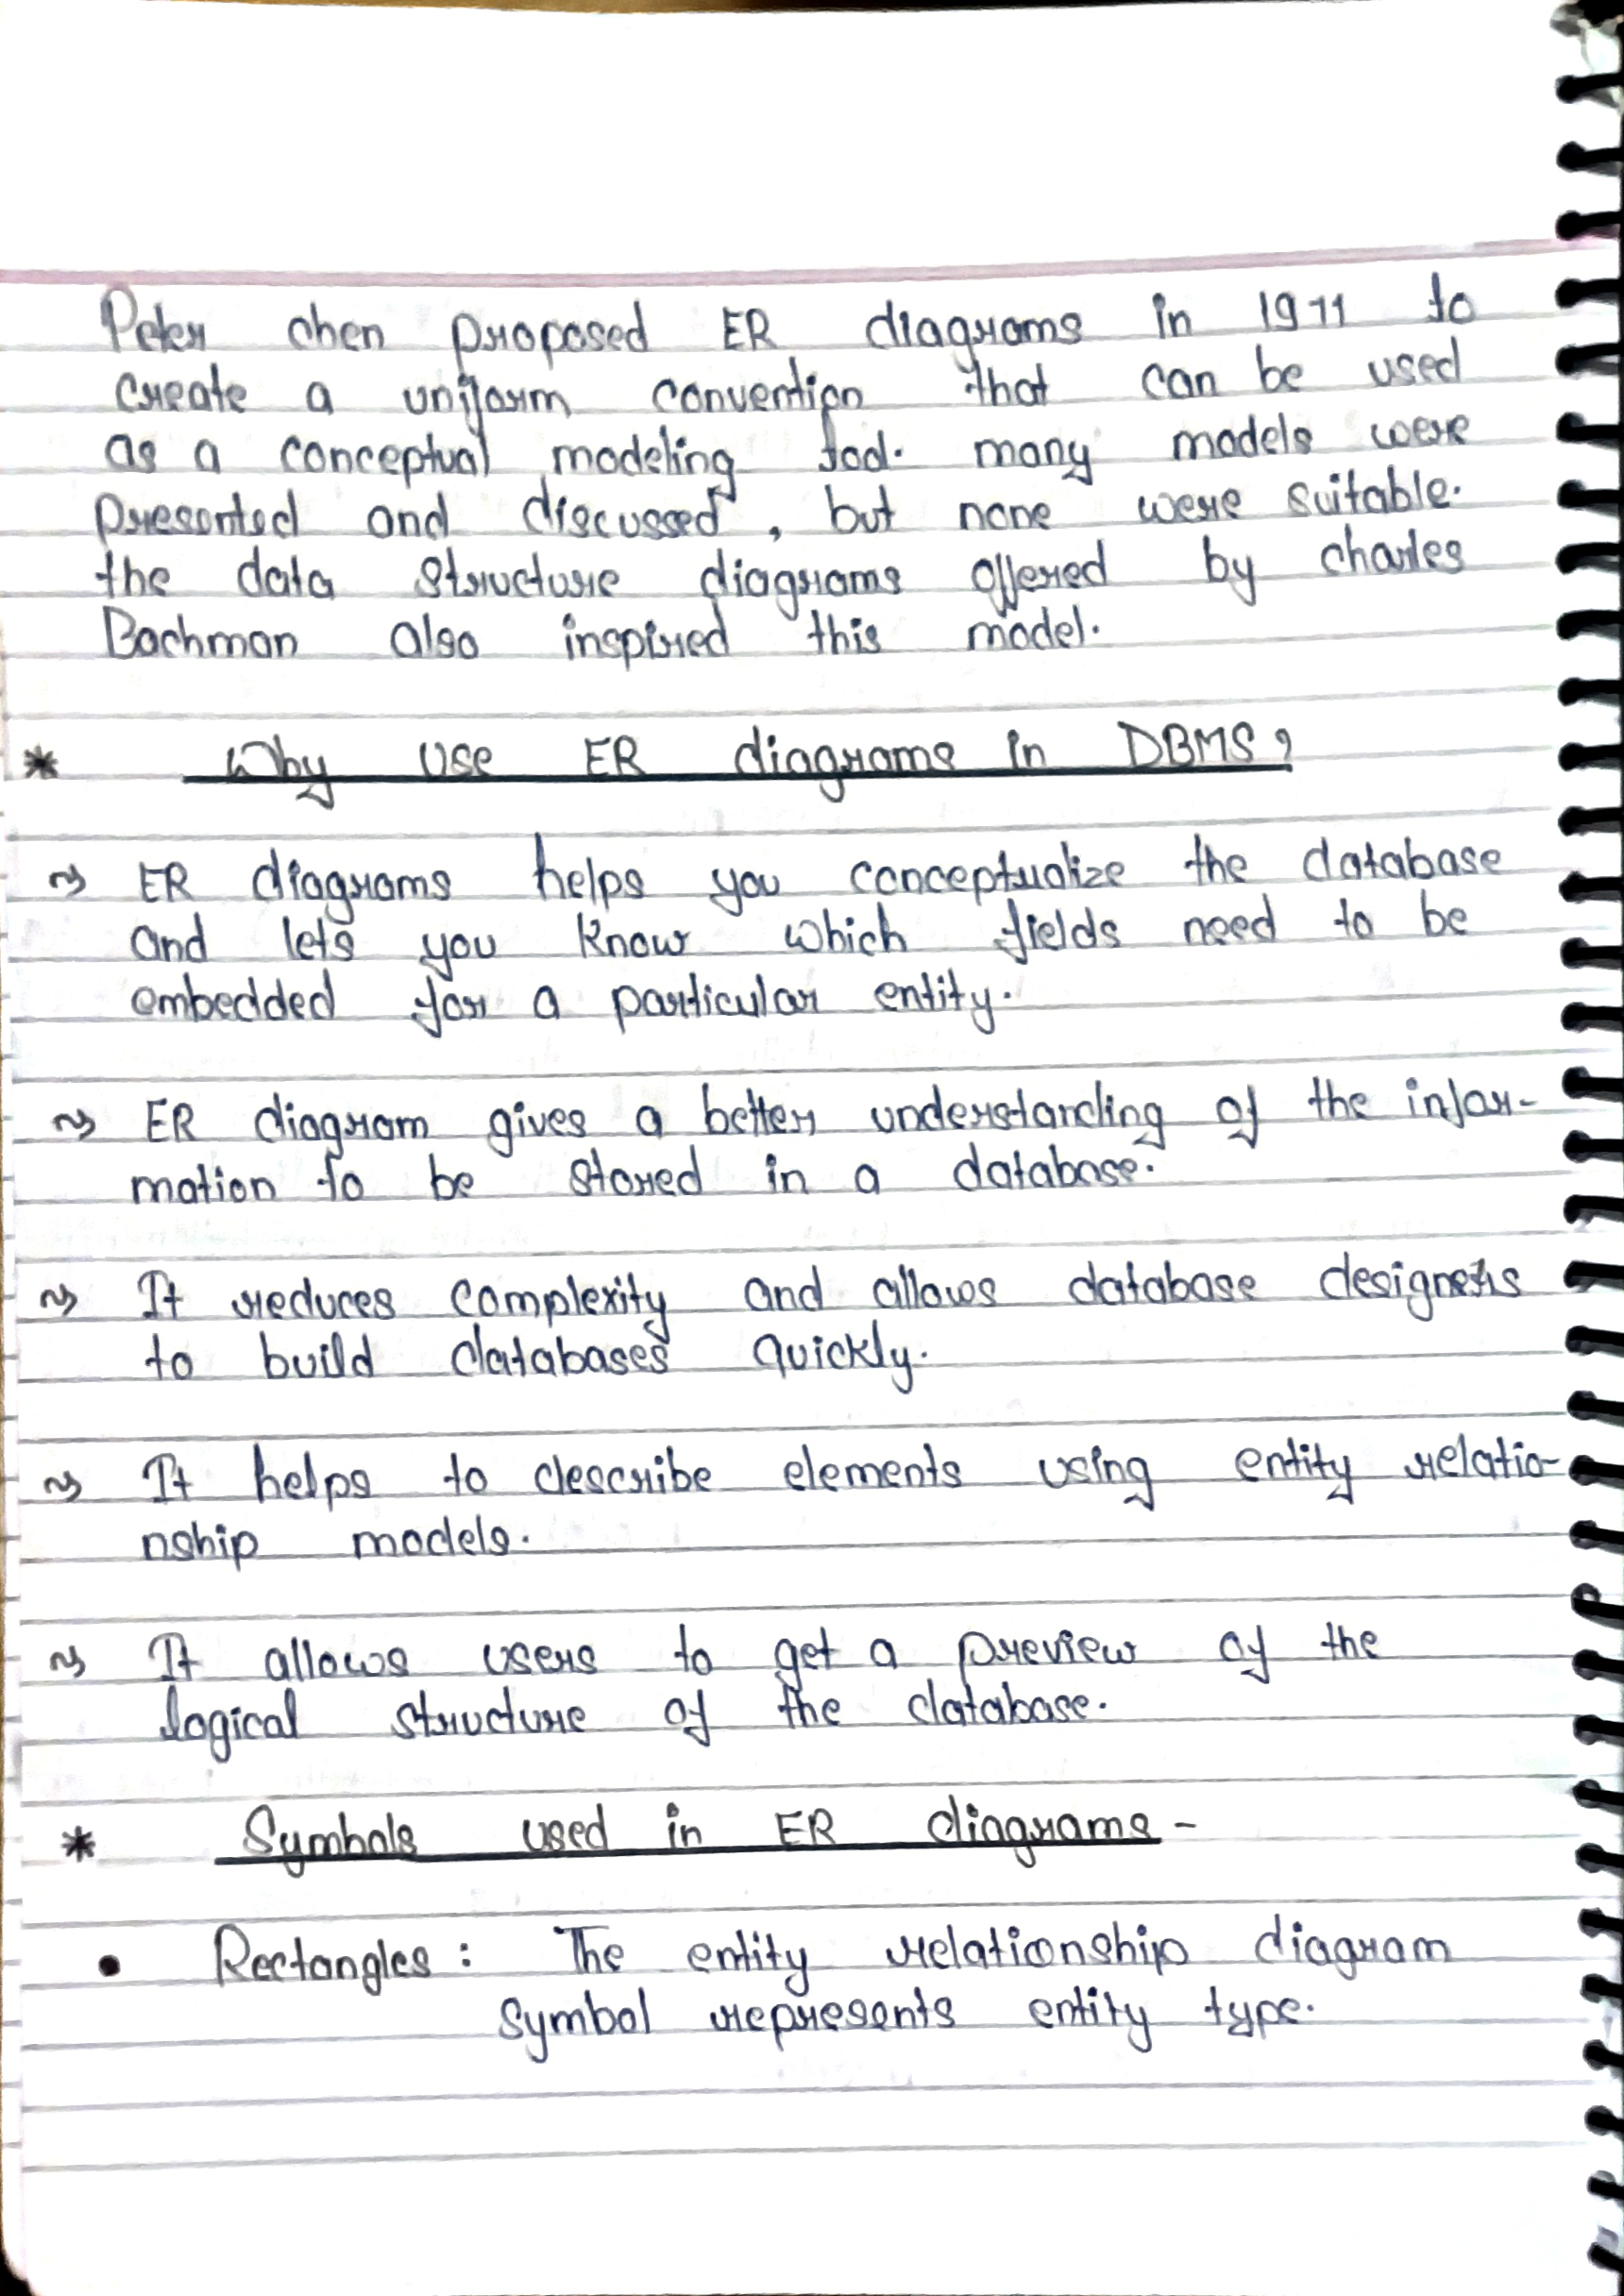 Peter chen proposed ER diagrams in 1971 to
create a uniform convention that can be used
as a conceptual modeling tool. many models were
presented and discussed, but none were suitable.
the data structure diagrams offered by charles
Bachman also inspired this model.
* Why use ER diagrams in DBMS?
⇝ ER diagrams helps you conceptualize the database
and lets you know which fields need to be
embedded for a particular entity.
⇝ ER diagram gives a better understanding of the infor-
mation to be stored in a database.
⇝ It reduces complexity and allows database designers
to build databases quickly.
⇝ It helps to describe elements using entity relatio-
nship models.
⇝ It allows users to get a preview of the
logical structure of the database.
* Symbols used in ER diagrams -
• Rectangles : The entity relationship diagram
symbol represents entity type.